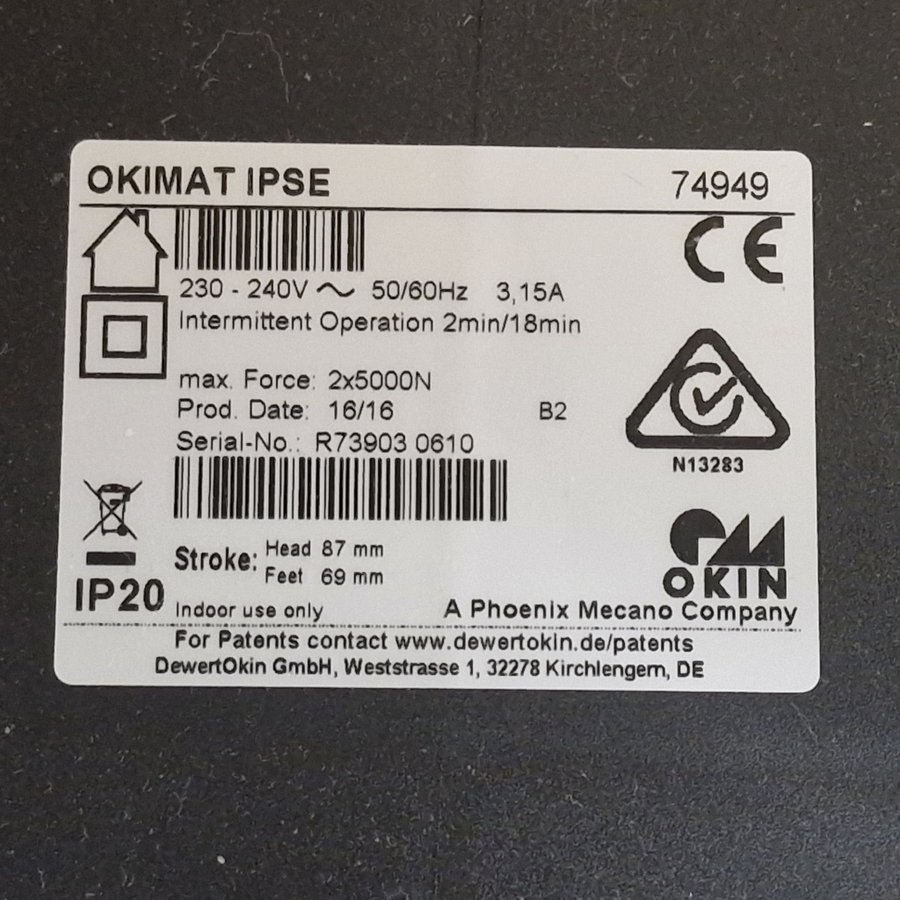 OKIMAT IPSE 74949
CE
230 - 240V ~ 50/60Hz 3,15A
Intermittent Operation 2min/18min
max. Force: 2x5000N
Prod. Date: 16/16 B2
Serial-No.: R73903 0610
N13283
Stroke: Head 87 mm
Feet 69 mm
OKIN
IP20 Indoor use only A Phoenix Mecano Company
For Patents contact www.dewertokin.de/patents
DewertOkin GmbH, Weststrasse 1, 32278 Kirchlengern, DE